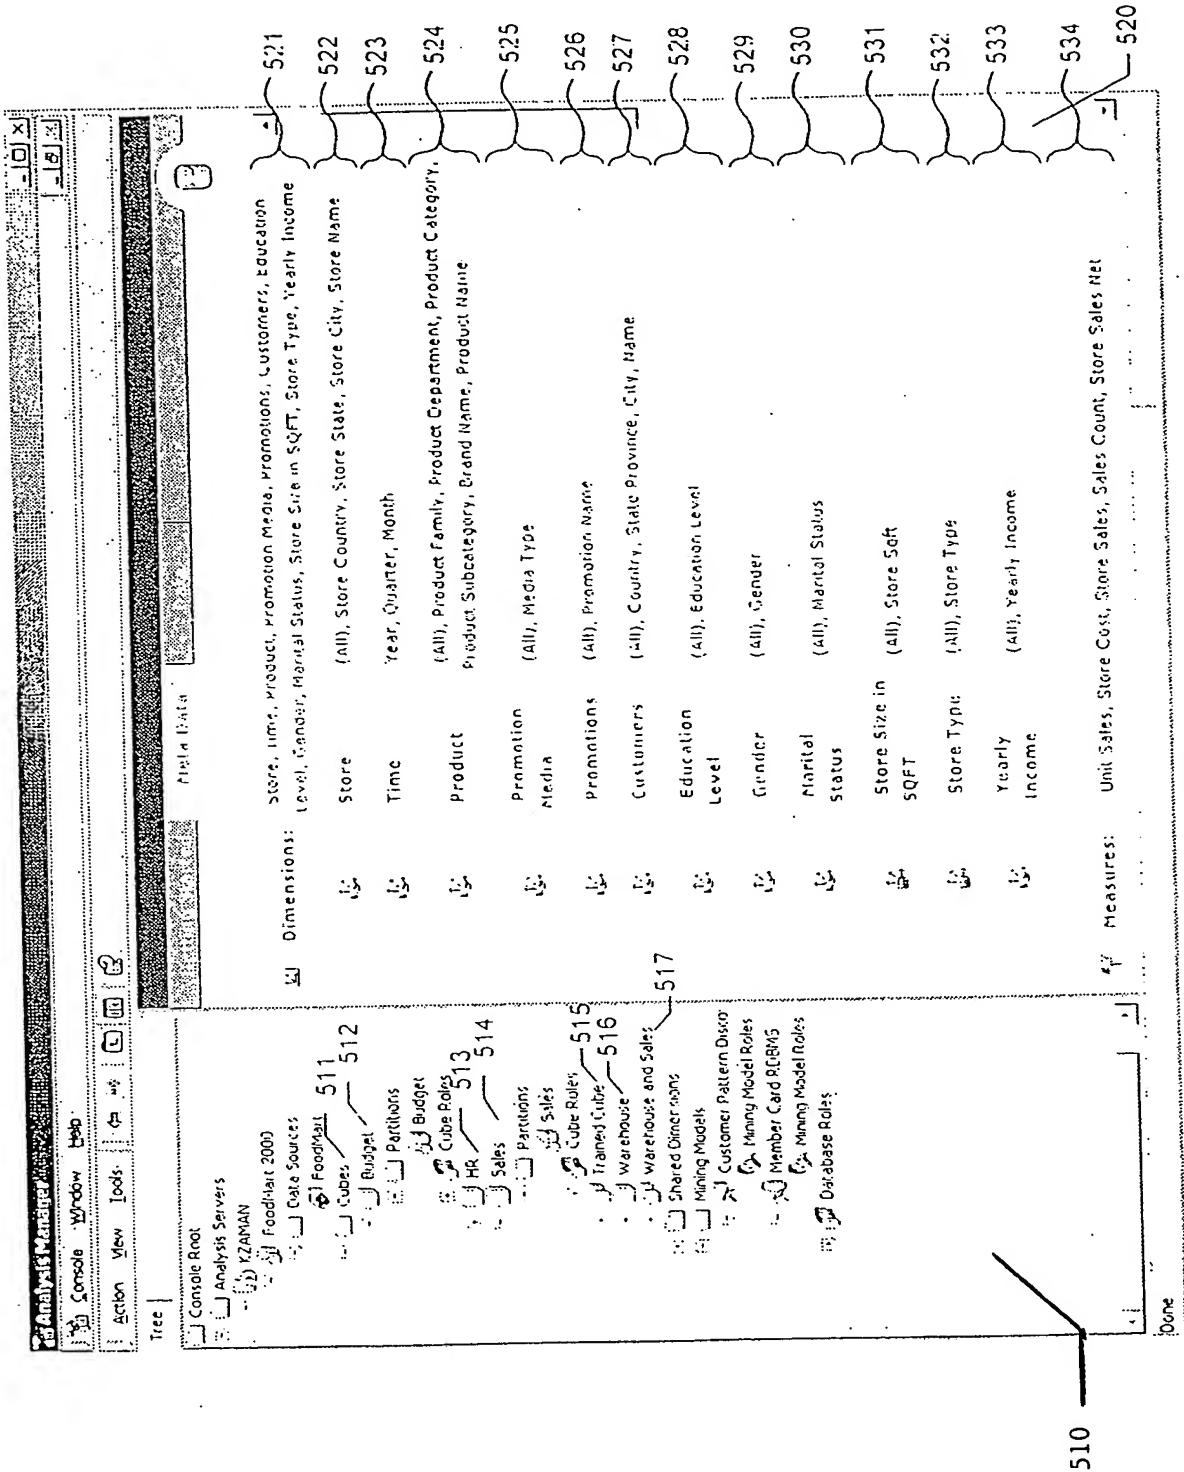 Analysis Manager
Console Window Help
Action View Tools
Tree
Console Root
Analysis Servers
KZAMAN
FoodMart 2000
Data Sources
FoodMart
Cubes
Budget
Partitions
Budget
Cube Roles
HR
Sales
Partitions
Sales
Cube Roles
Trained Cube
Warehouse
Warehouse and Sales
Shared Dimensions
Mining Models
Customer Pattern Disco
Mining Model Roles
Member Card RDBMS
Mining Model Roles
Database Roles
511
512
513
514
515
516
517
510
Done
Meta Data
Dimensions: Store, Time, Product, Promotion Media, Promotions, Customers, Education
Level, Gender, Marital Status, Store Size in SQFT, Store Type, Yearly Income
Store (All), Store Country, Store State, Store City, Store Name
Time Year, Quarter, Month
Product (All), Product Family, Product Department, Product Category,
Product Subcategory, Brand Name, Product Name
Promotion
Media (All), Media Type
Promotions (All), Promotion Name
Customers (All), Country, State Province, City, Name
Education
Level (All), Education Level
Gender (All), Gender
Marital
Status (All), Marital Status
Store Size in
SQFT (All), Store Sqft
Store Type (All), Store Type
Yearly
Income (All), Yearly Income
Measures: Unit Sales, Store Cost, Store Sales, Sales Count, Store Sales Net
521
522
523
524
525
526
527
528
529
530
531
532
533
534
520